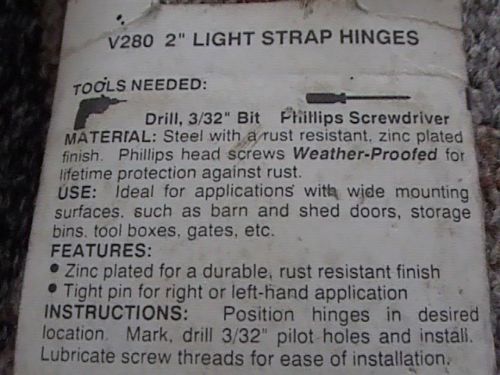 V280 2" LIGHT STRAP HINGES
TOOLS NEEDED:
Drill, 3/32" Bit Phillips Screwdriver
MATERIAL: Steel with a rust resistant, zinc plated
finish. Phillips head screws Weather-Proofed for
lifetime protection against rust.
USE: Ideal for applications with wide mounting
surfaces, such as barn and shed doors, storage
bins, tool boxes, gates, etc.
FEATURES:
• Zinc plated for a durable, rust resistant finish
• Tight pin for right or left-hand application
INSTRUCTIONS: Position hinges in desired
location. Mark, drill 3/32" pilot holes and install.
Lubricate screw threads for ease of installation.